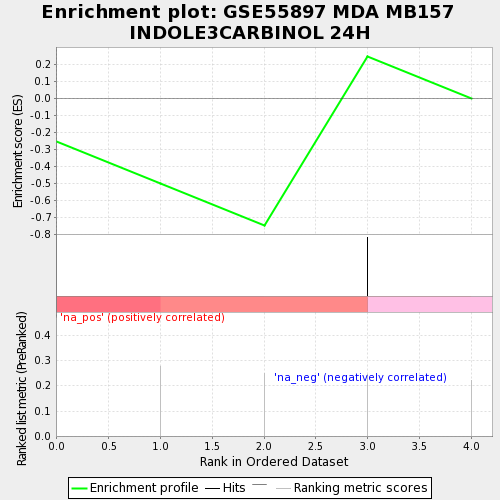 Enrichment plot: GSE55897 MDA MB157
INDOLE3CARBINOL 24H
Enrichment score (ES)
0.2
0.1
0.0
-0.1
-0.2
-0.3
-0.4
-0.5
-0.6
-0.7
-0.8
'na_pos' (positively correlated)
'na_neg' (negatively correlated)
Ranked list metric (PreRanked)
0.4
0.3
0.2
0.1
0.0
0.0 0.5 1.0 1.5 2.0 2.5 3.0 3.5 4.0
Rank in Ordered Dataset
Enrichment profile Hits Ranking metric scores